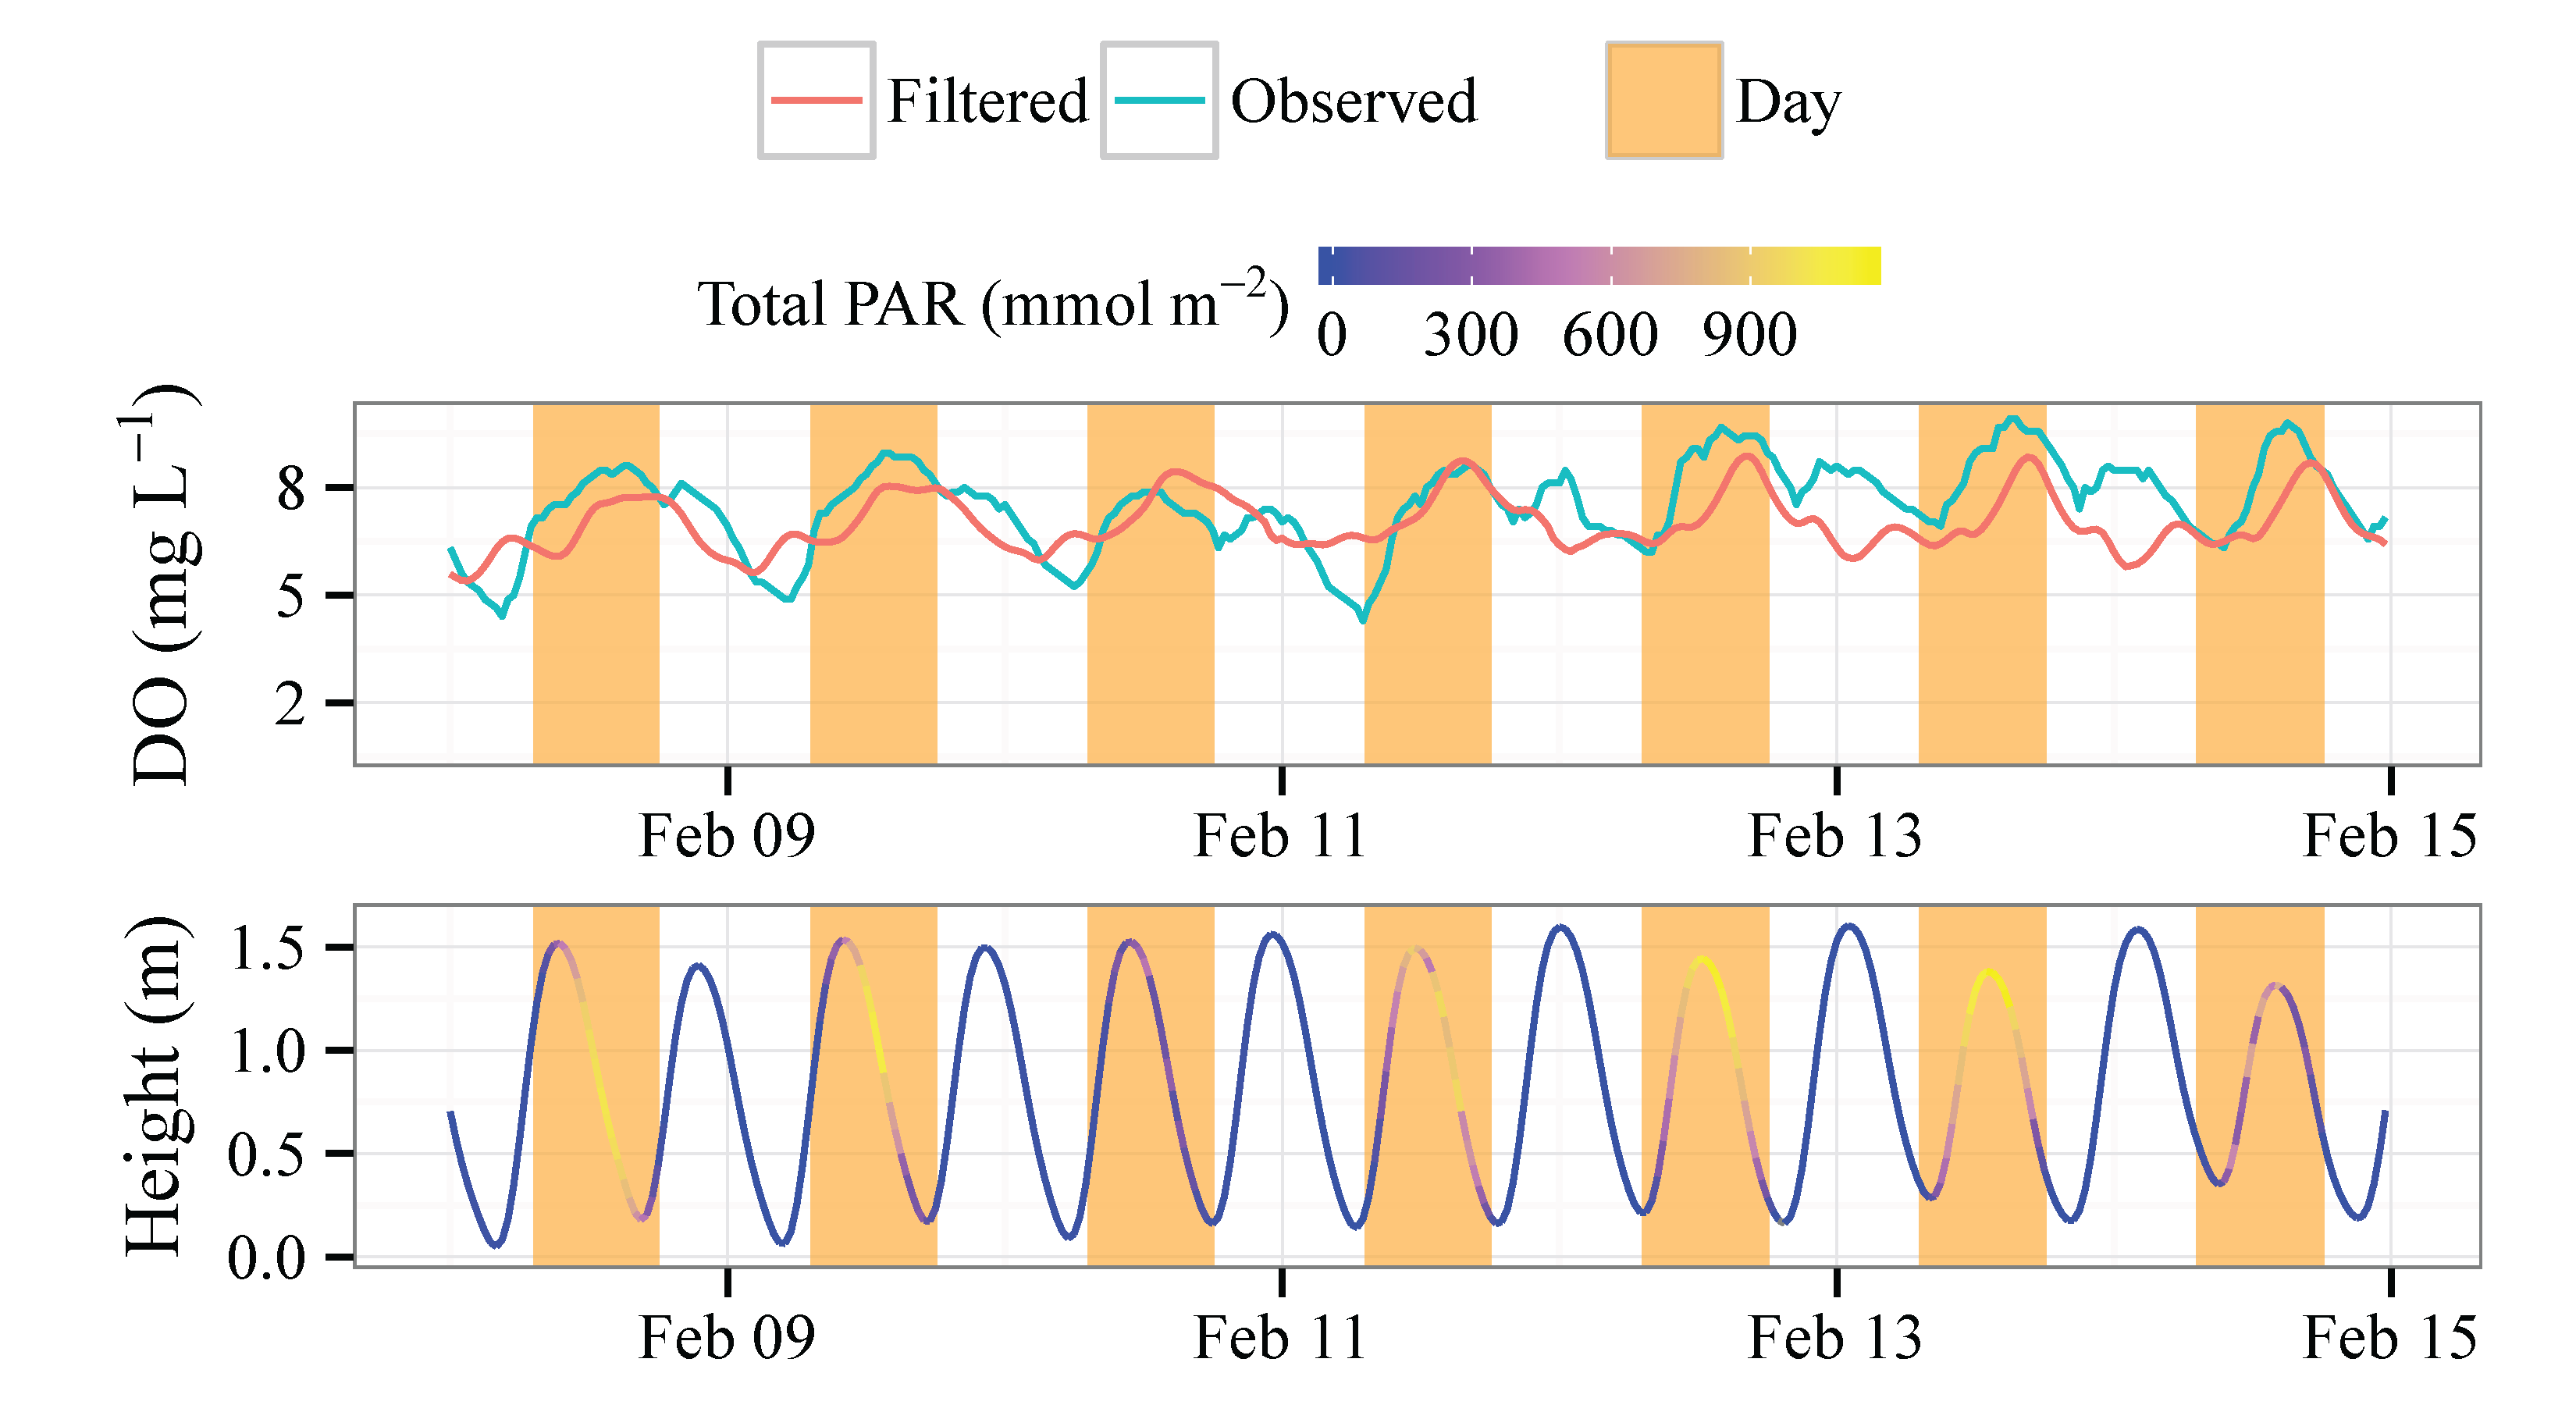 Filtered Observed Day
Total PAR (mmol m⁻²)
0 300 600 900
DO (mg L⁻¹)
8
5
2
Feb 09 Feb 11 Feb 13 Feb 15
Height (m)
1.5
1.0
0.5
0.0
Feb 09 Feb 11 Feb 13 Feb 15